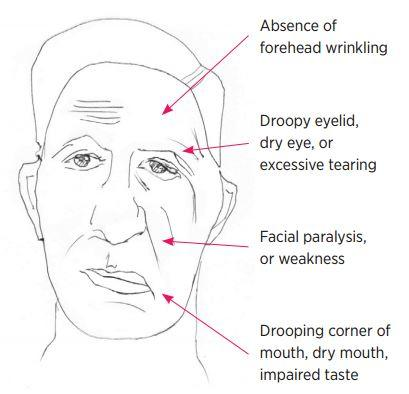 Absence of
forehead wrinkling
Droopy eyelid,
dry eye, or
excessive tearing
Facial paralysis,
or weakness
Drooping corner of
mouth, dry mouth,
impaired taste